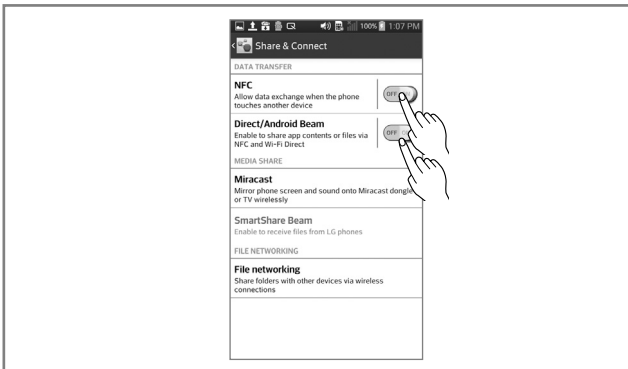 100% 1:07 PM
Share & Connect
DATA TRANSFER
NFC
Allow data exchange when the phone
touches another device
OFF
Direct/Android Beam
Enable to share app contents or files via
NFC and Wi-Fi Direct
OFF
MEDIA SHARE
Miracast
Mirror phone screen and sound onto Miracast dongle
or TV wirelessly
SmartShare Beam
Enable to receive files from LG phones
FILE NETWORKING
File networking
Share folders with other devices via wireless
connections